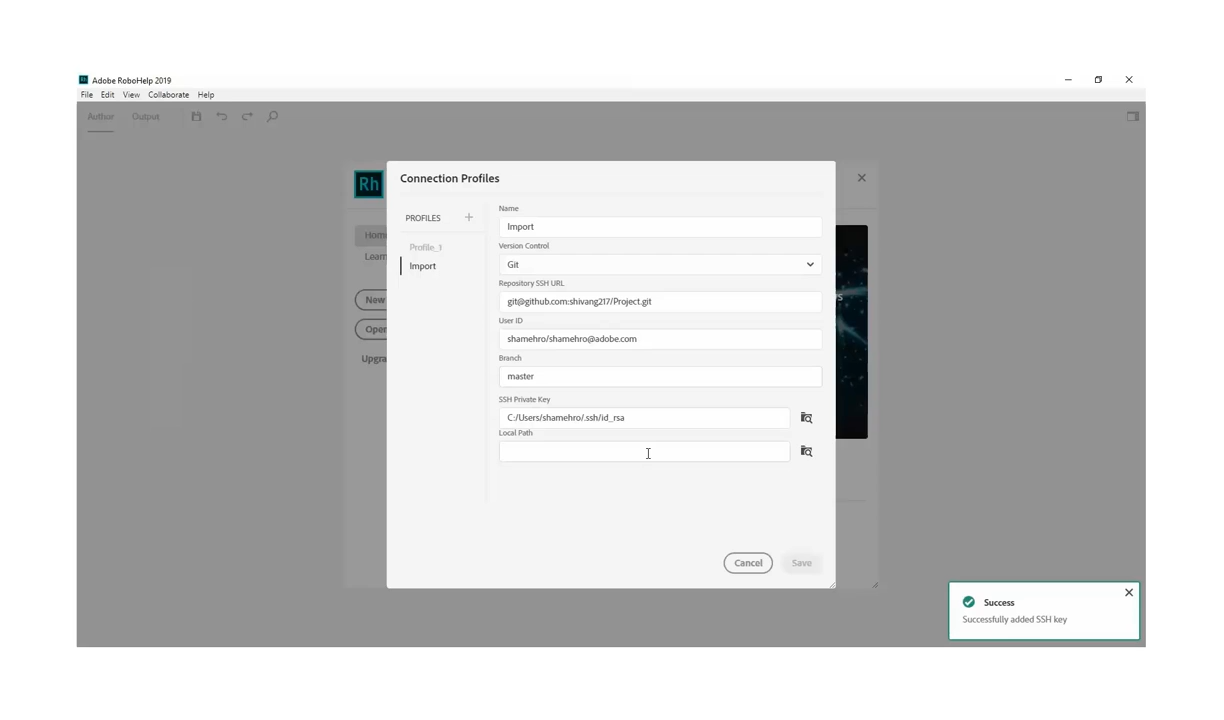 Adobe RoboHelp 2019
File Edit View Collaborate Help
Author Output
Rh
Connection Profiles
PROFILES
Profile_1
Import
Name
Import
Version Control
Git
Repository SSH URL
git@github.com:shivang217/Project.git
User ID
shamehro/shamehro@adobe.com
Branch
master
SSH Private Key
C:/Users/shamehro/.ssh/id_rsa
Local Path
Cancel Save
New
Success
Successfully added SSH key